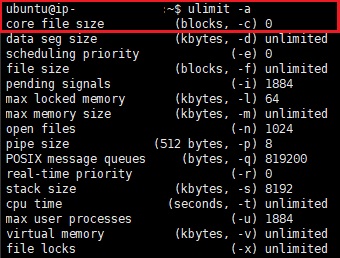 ubuntu@ip-          :~$ ulimit -a
core file size          (blocks, -c) 0
data seg size           (kbytes, -d) unlimited
scheduling priority             (-e) 0
file size               (blocks, -f) unlimited
pending signals                 (-i) 1884
max locked memory       (kbytes, -l) 64
max memory size         (kbytes, -m) unlimited
open files                      (-n) 1024
pipe size            (512 bytes, -p) 8
POSIX message queues     (bytes, -q) 819200
real-time priority              (-r) 0
stack size              (kbytes, -s) 8192
cpu time               (seconds, -t) unlimited
max user processes              (-u) 1884
virtual memory          (kbytes, -v) unlimited
file locks                      (-x) unlimited